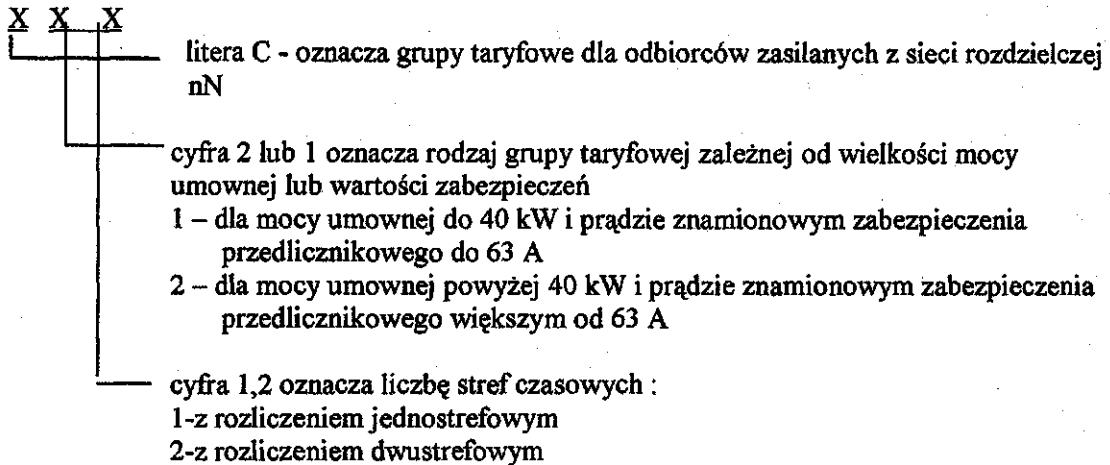 X X X
litera C - oznacza grupy taryfowe dla odbiorców zasilanych z sieci rozdzielczej
nN
cyfra 2 lub 1 oznacza rodzaj grupy taryfowej zależnej od wielkości mocy
umownej lub wartości zabezpieczeń
1 – dla mocy umownej do 40 kW i prądzie znamionowym zabezpieczenia
przedlicznikowego do 63 A
2 – dla mocy umownej powyżej 40 kW i prądzie znamionowym zabezpieczenia
przedlicznikowego większym od 63 A
cyfra 1,2 oznacza liczbę stref czasowych :
1-z rozliczeniem jednostrefowym
2-z rozliczeniem dwustrefowym